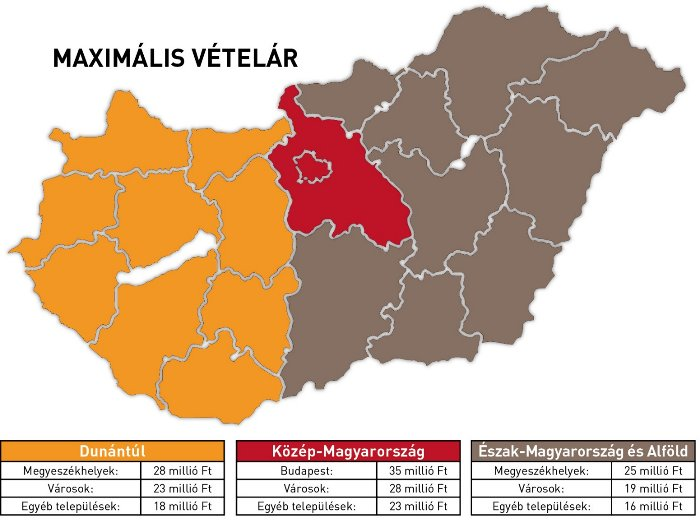 MAXIMÁLIS VÉTELÁR
Dunántúl
Megyeszékhelyek: 28 millió Ft
Városok: 23 millió Ft
Egyéb települések: 18 millió Ft
Közép-Magyarország
Budapest: 35 millió Ft
Városok: 28 millió Ft
Egyéb települések: 23 millió Ft
Észak-Magyarország és Alföld
Megyeszékhelyek: 25 millió Ft
Városok: 19 millió Ft
Egyéb települések: 16 millió Ft